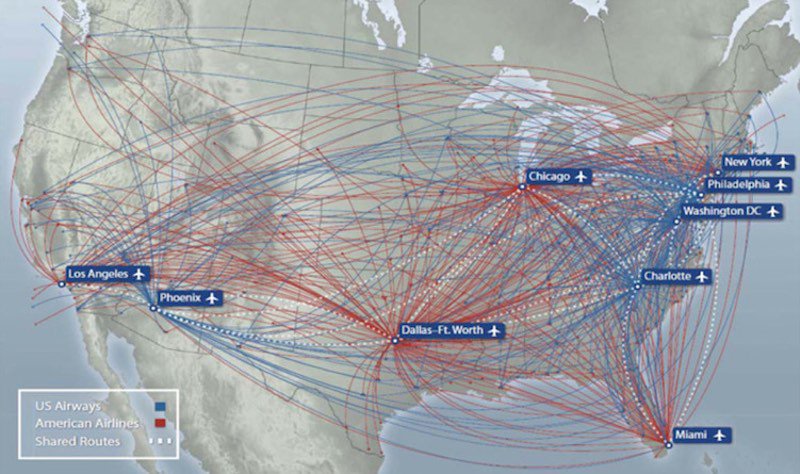 New York
Philadelphia
Chicago
Washington DC
Los Angeles
Charlotte
Phoenix
Dallas-Ft. Worth
US Airways
American Airlines
Shared Routes
Miami